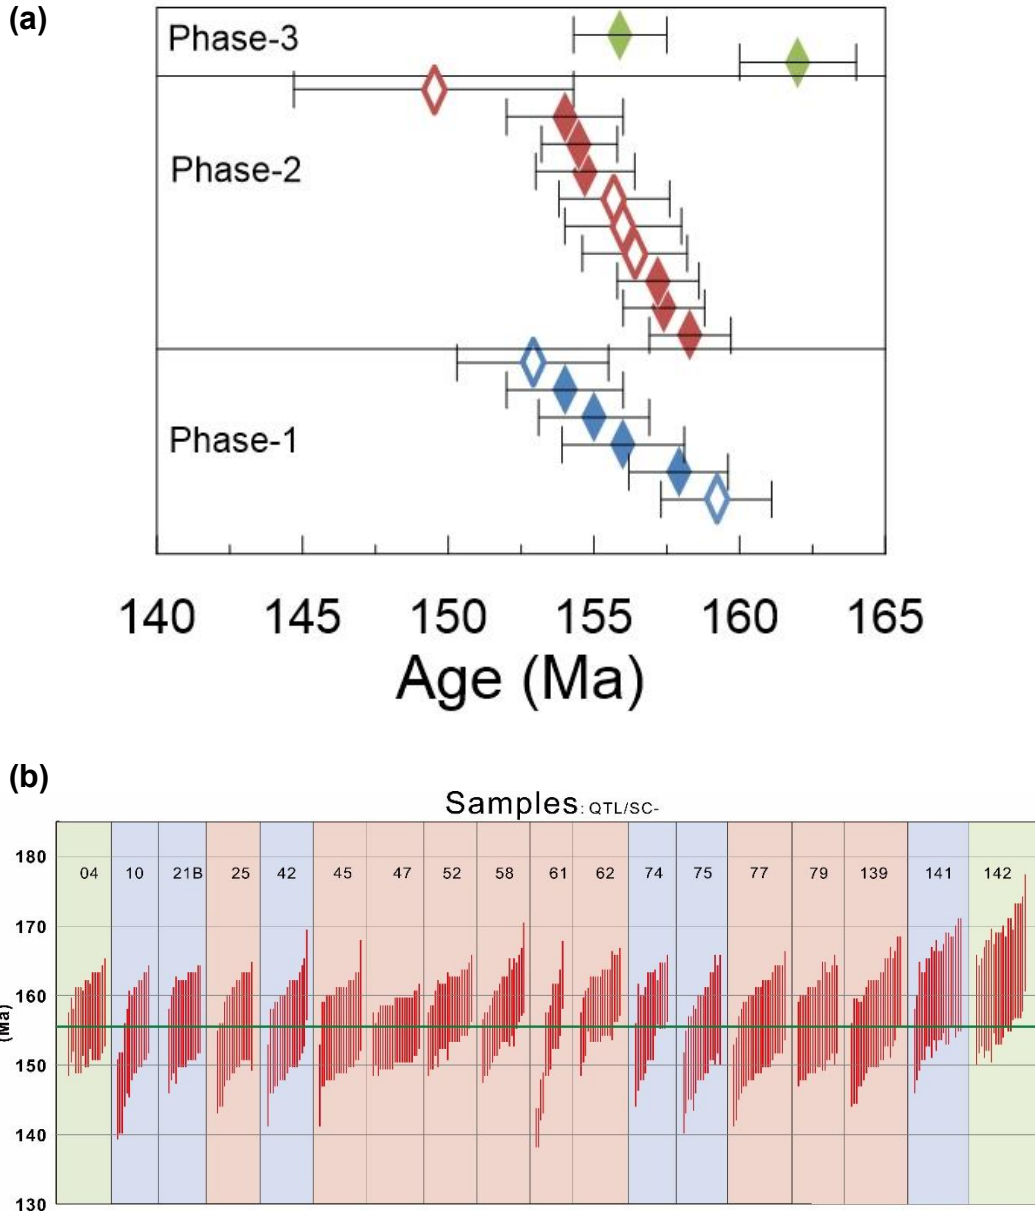 (a)
Phase-3
Phase-2
Phase-1
140 145 150 155 160 165
Age (Ma)
(b)
Samples: QTL/SC-
180
04 10 21B 25 42 45 47 52 58 61 62 74 75 77 79 139 141 142
170
160
(Ma)
150
140
130